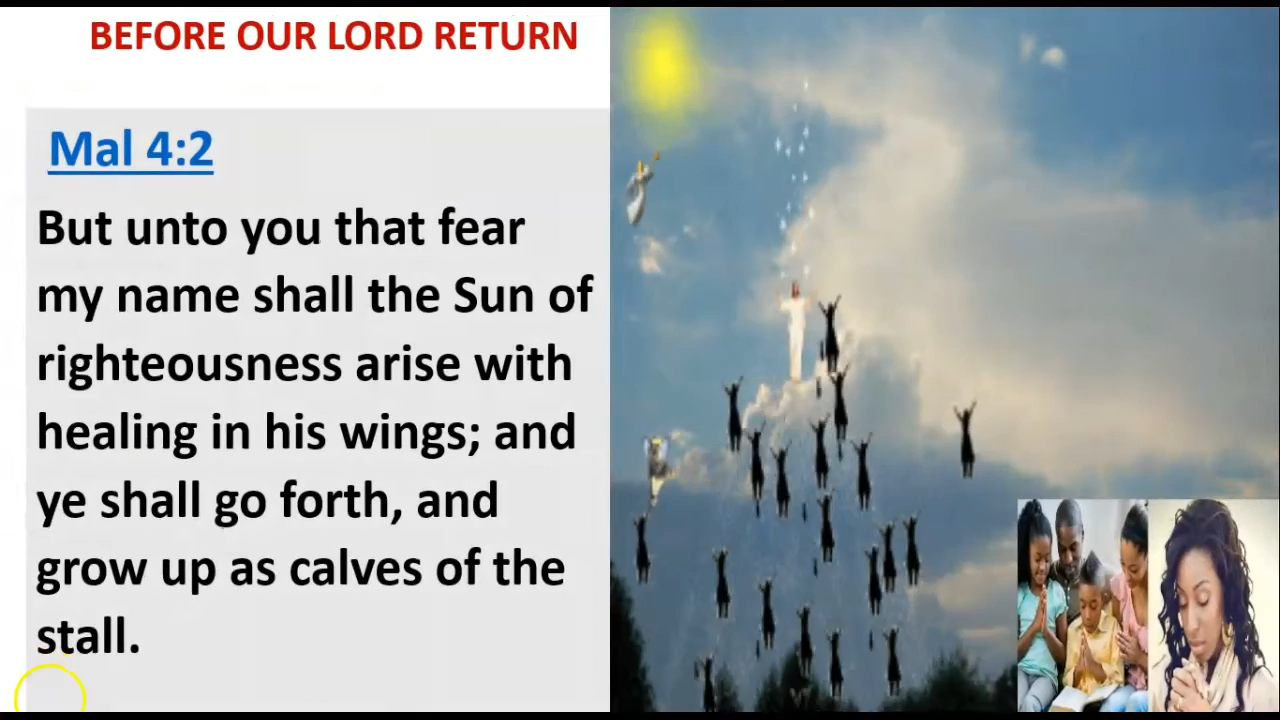 BEFORE OUR LORD RETURN
Mal 4:2
But unto you that fear
my name shall the Sun of
righteousness arise with
healing in his wings; and
ye shall go forth, and
grow up as calves of the
stall.